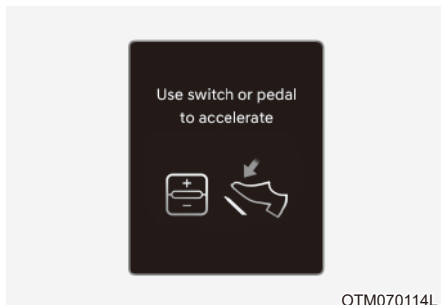 Use switch or pedal
to accelerate
+
-
OTM070114L